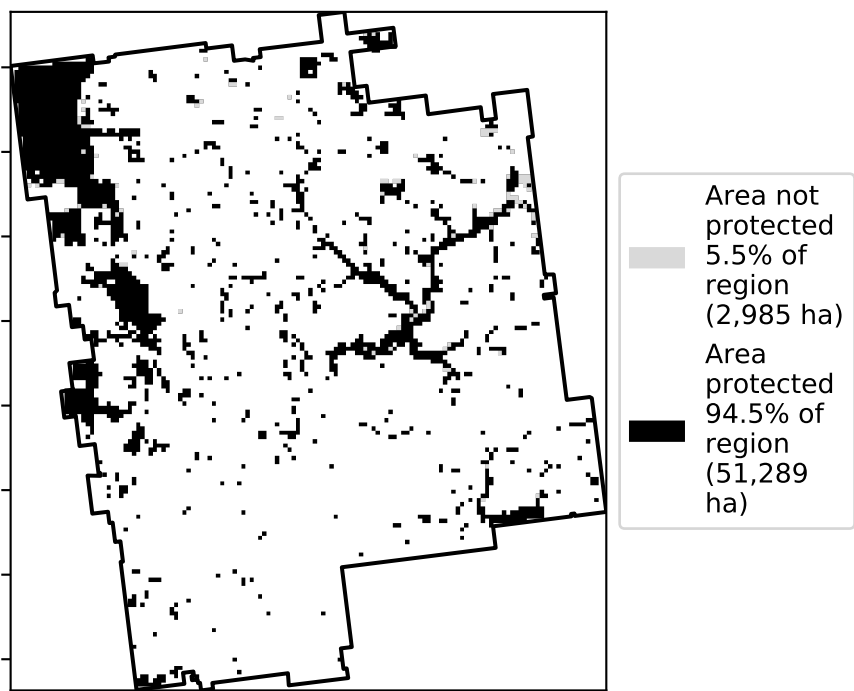 Area not
protected
5.5% of
region
(2,985 ha)
Area
protected
94.5% of
region
(51,289
ha)